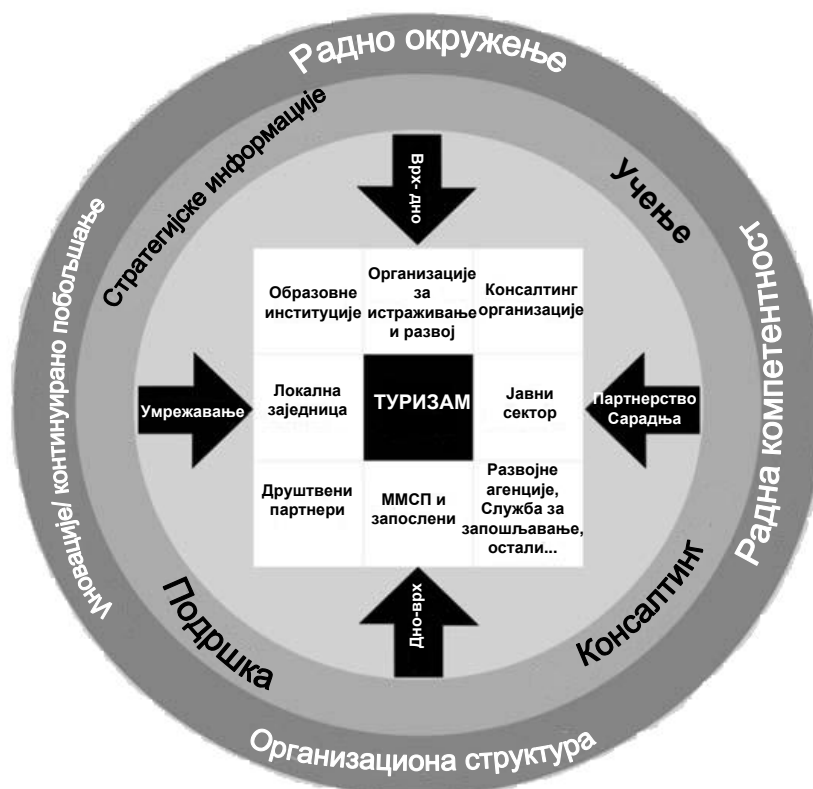 Радно окружење
Стратегијске информације
Учење
Иновације/ континуирано побољшање
Радна компетентност
Врх- дно
Образовне
институције
Организације
за
истраживање
и развој
Консалтинг
организације
Умрежавање
Локална
заједница
ТУРИЗАМ
Јавни
сектор
Партнерство
Сарадња
Друштвени
партнери
ММСП и
запослени
Развојне
агенције,
Служба за
запошљавање,
остали...
Дно-врх
Подршка
Консалтинг
Организациона структура